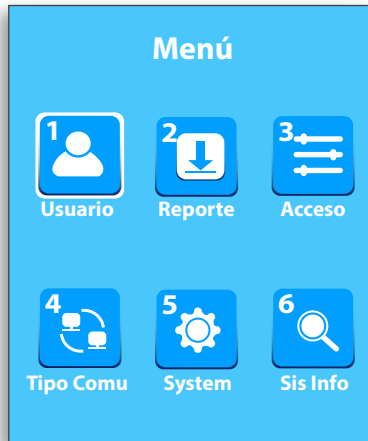 Menú
1 2 3
Usuario Reporte Acceso
4 5 6
Tipo Comu System Sis Info